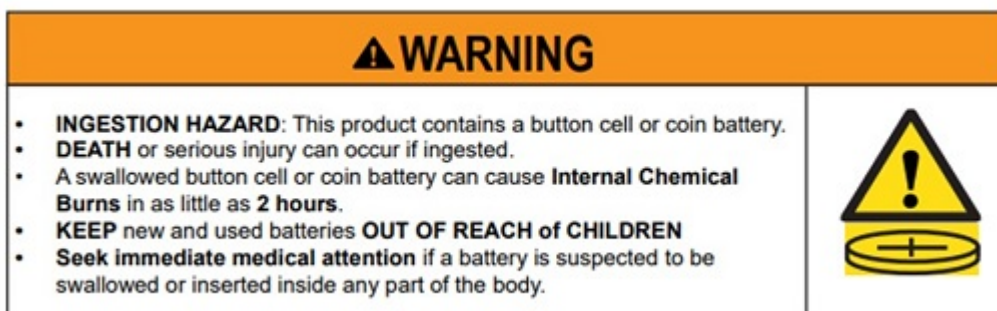 WARNING
• INGESTION HAZARD: This product contains a button cell or coin battery.
• DEATH or serious injury can occur if ingested.
• A swallowed button cell or coin battery can cause Internal Chemical
Burns in as little as 2 hours.
• KEEP new and used batteries OUT OF REACH of CHILDREN
• Seek immediate medical attention if a battery is suspected to be
swallowed or inserted inside any part of the body.